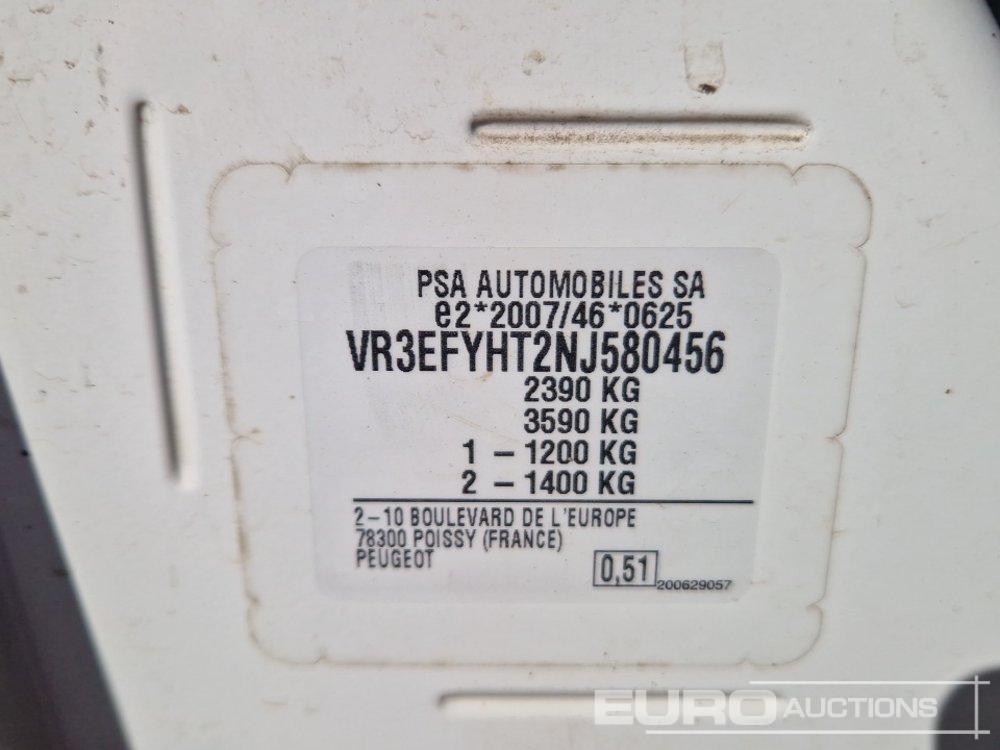 PSA AUTOMOBILES SA
e2*2007/46*0625
VR3EFYHT2NJ580456
2390 KG
3590 KG
1 – 1200 KG
2 – 1400 KG
2–10 BOULEVARD DE L'EUROPE
78300 POISSY (FRANCE)
PEUGEOT
0,51
200629057
EURO AUCTIONS